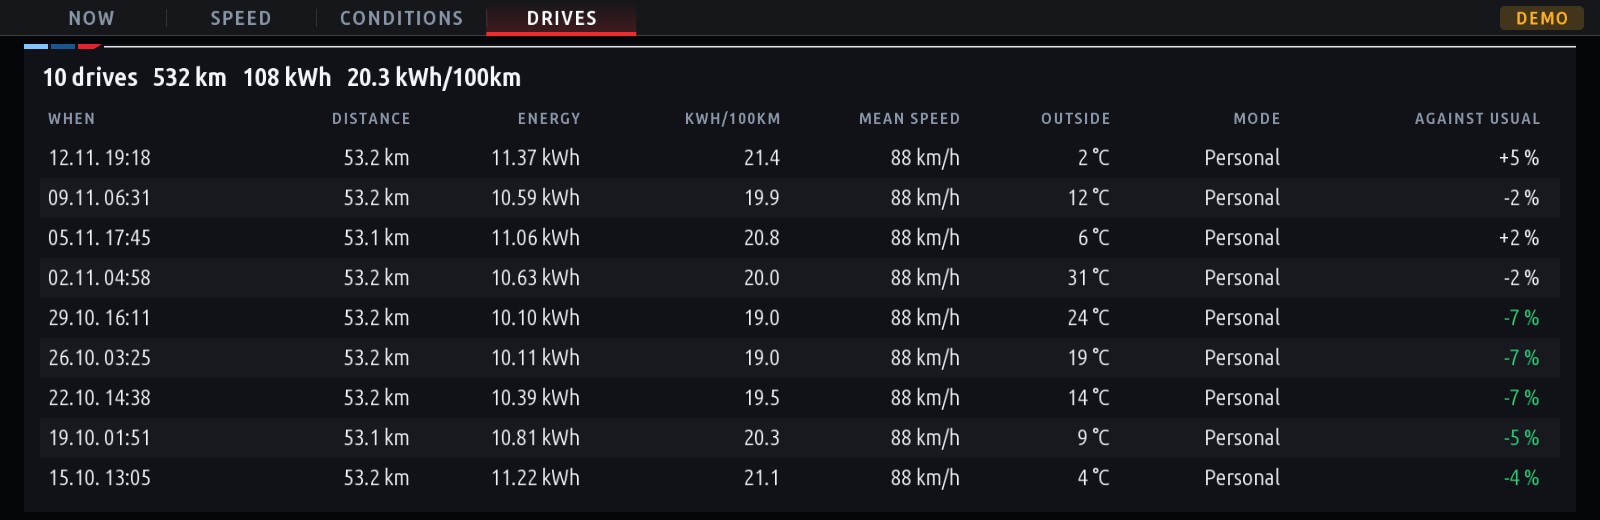 NOW SPEED CONDITIONS DRIVES DEMO
10 drives 532 km 108 kWh 20.3 kWh/100km
WHEN DISTANCE ENERGY KWH/100KM MEAN SPEED OUTSIDE MODE AGAINST USUAL
12.11. 19:18 53.2 km 11.37 kWh 21.4 88 km/h 2 °C Personal +5 %
09.11. 06:31 53.2 km 10.59 kWh 19.9 88 km/h 12 °C Personal -2 %
05.11. 17:45 53.1 km 11.06 kWh 20.8 88 km/h 6 °C Personal +2 %
02.11. 04:58 53.2 km 10.63 kWh 20.0 88 km/h 31 °C Personal -2 %
29.10. 16:11 53.2 km 10.10 kWh 19.0 88 km/h 24 °C Personal -7 %
26.10. 03:25 53.2 km 10.11 kWh 19.0 88 km/h 19 °C Personal -7 %
22.10. 14:38 53.2 km 10.39 kWh 19.5 88 km/h 14 °C Personal -7 %
19.10. 01:51 53.1 km 10.81 kWh 20.3 88 km/h 9 °C Personal -5 %
15.10. 13:05 53.2 km 11.22 kWh 21.1 88 km/h 4 °C Personal -4 %